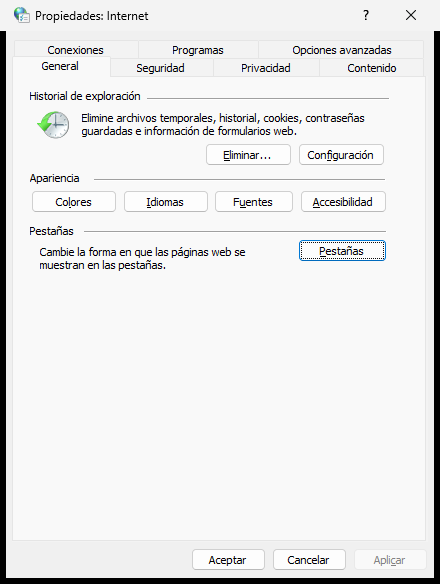 Propiedades: Internet
?
Conexiones
Programas
Opciones avanzadas
General
Seguridad
Privacidad
Contenido
Historial de exploración
Elimine archivos temporales, historial, cookies, contraseñas
guardadas e información de formularios web.
Eliminar...
Configuración
Apariencia
Colores
Idiomas
Fuentes
Accesibilidad
Pestañas
Cambie la forma en que las páginas web se
muestran en las pestañas.
Pestañas
Aceptar
Cancelar
Aplicar